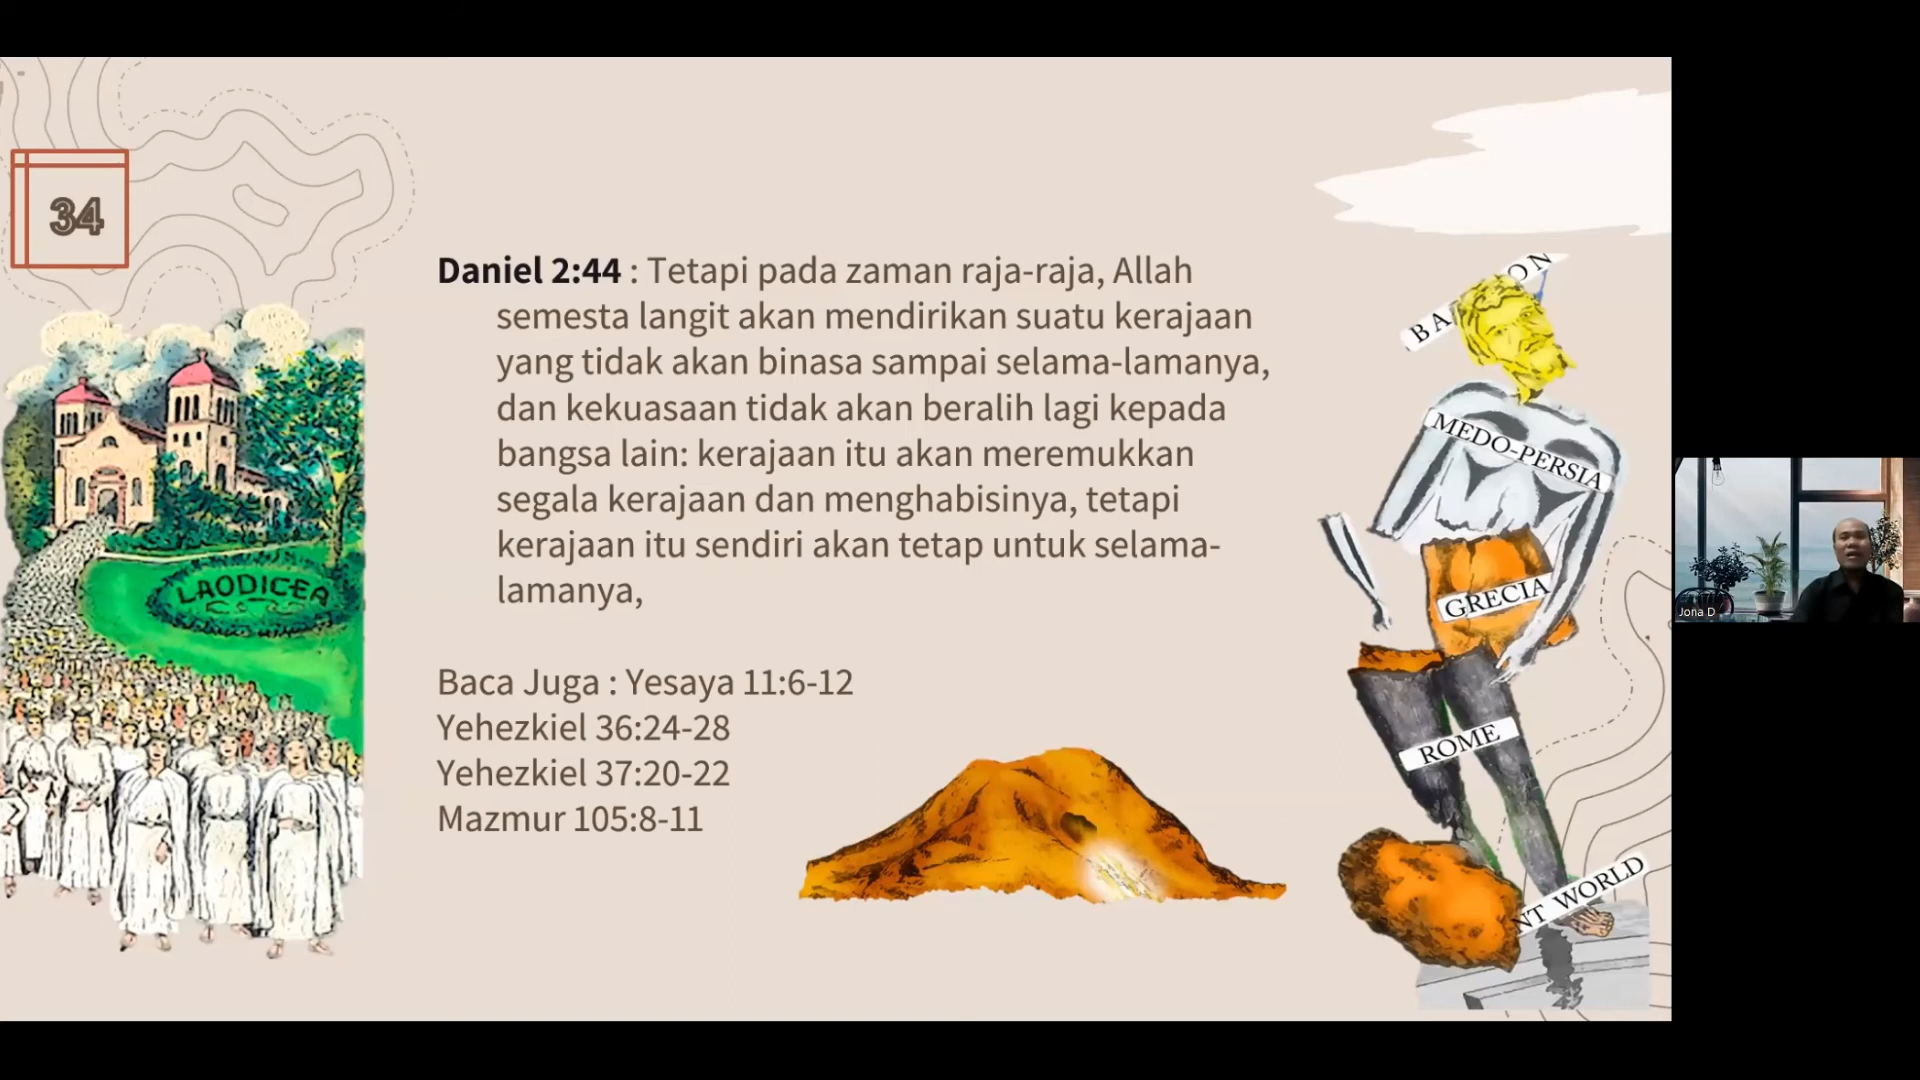 34
Daniel 2:44 : Tetapi pada zaman raja-raja, Allah
semesta langit akan mendirikan suatu kerajaan
yang tidak akan binasa sampai selama-lamanya,
dan kekuasaan tidak akan beralih lagi kepada
bangsa lain: kerajaan itu akan meremukkan
segala kerajaan dan menghabisinya, tetapi
kerajaan itu sendiri akan tetap untuk selama-
lamanya,
Baca Juga : Yesaya 11:6-12
Yehezkiel 36:24-28
Yehezkiel 37:20-22
Mazmur 105:8-11
LAODICEA
BA ON
MEDO-PERSIA
GRECIA
ROME
NT WORLD
Jona D